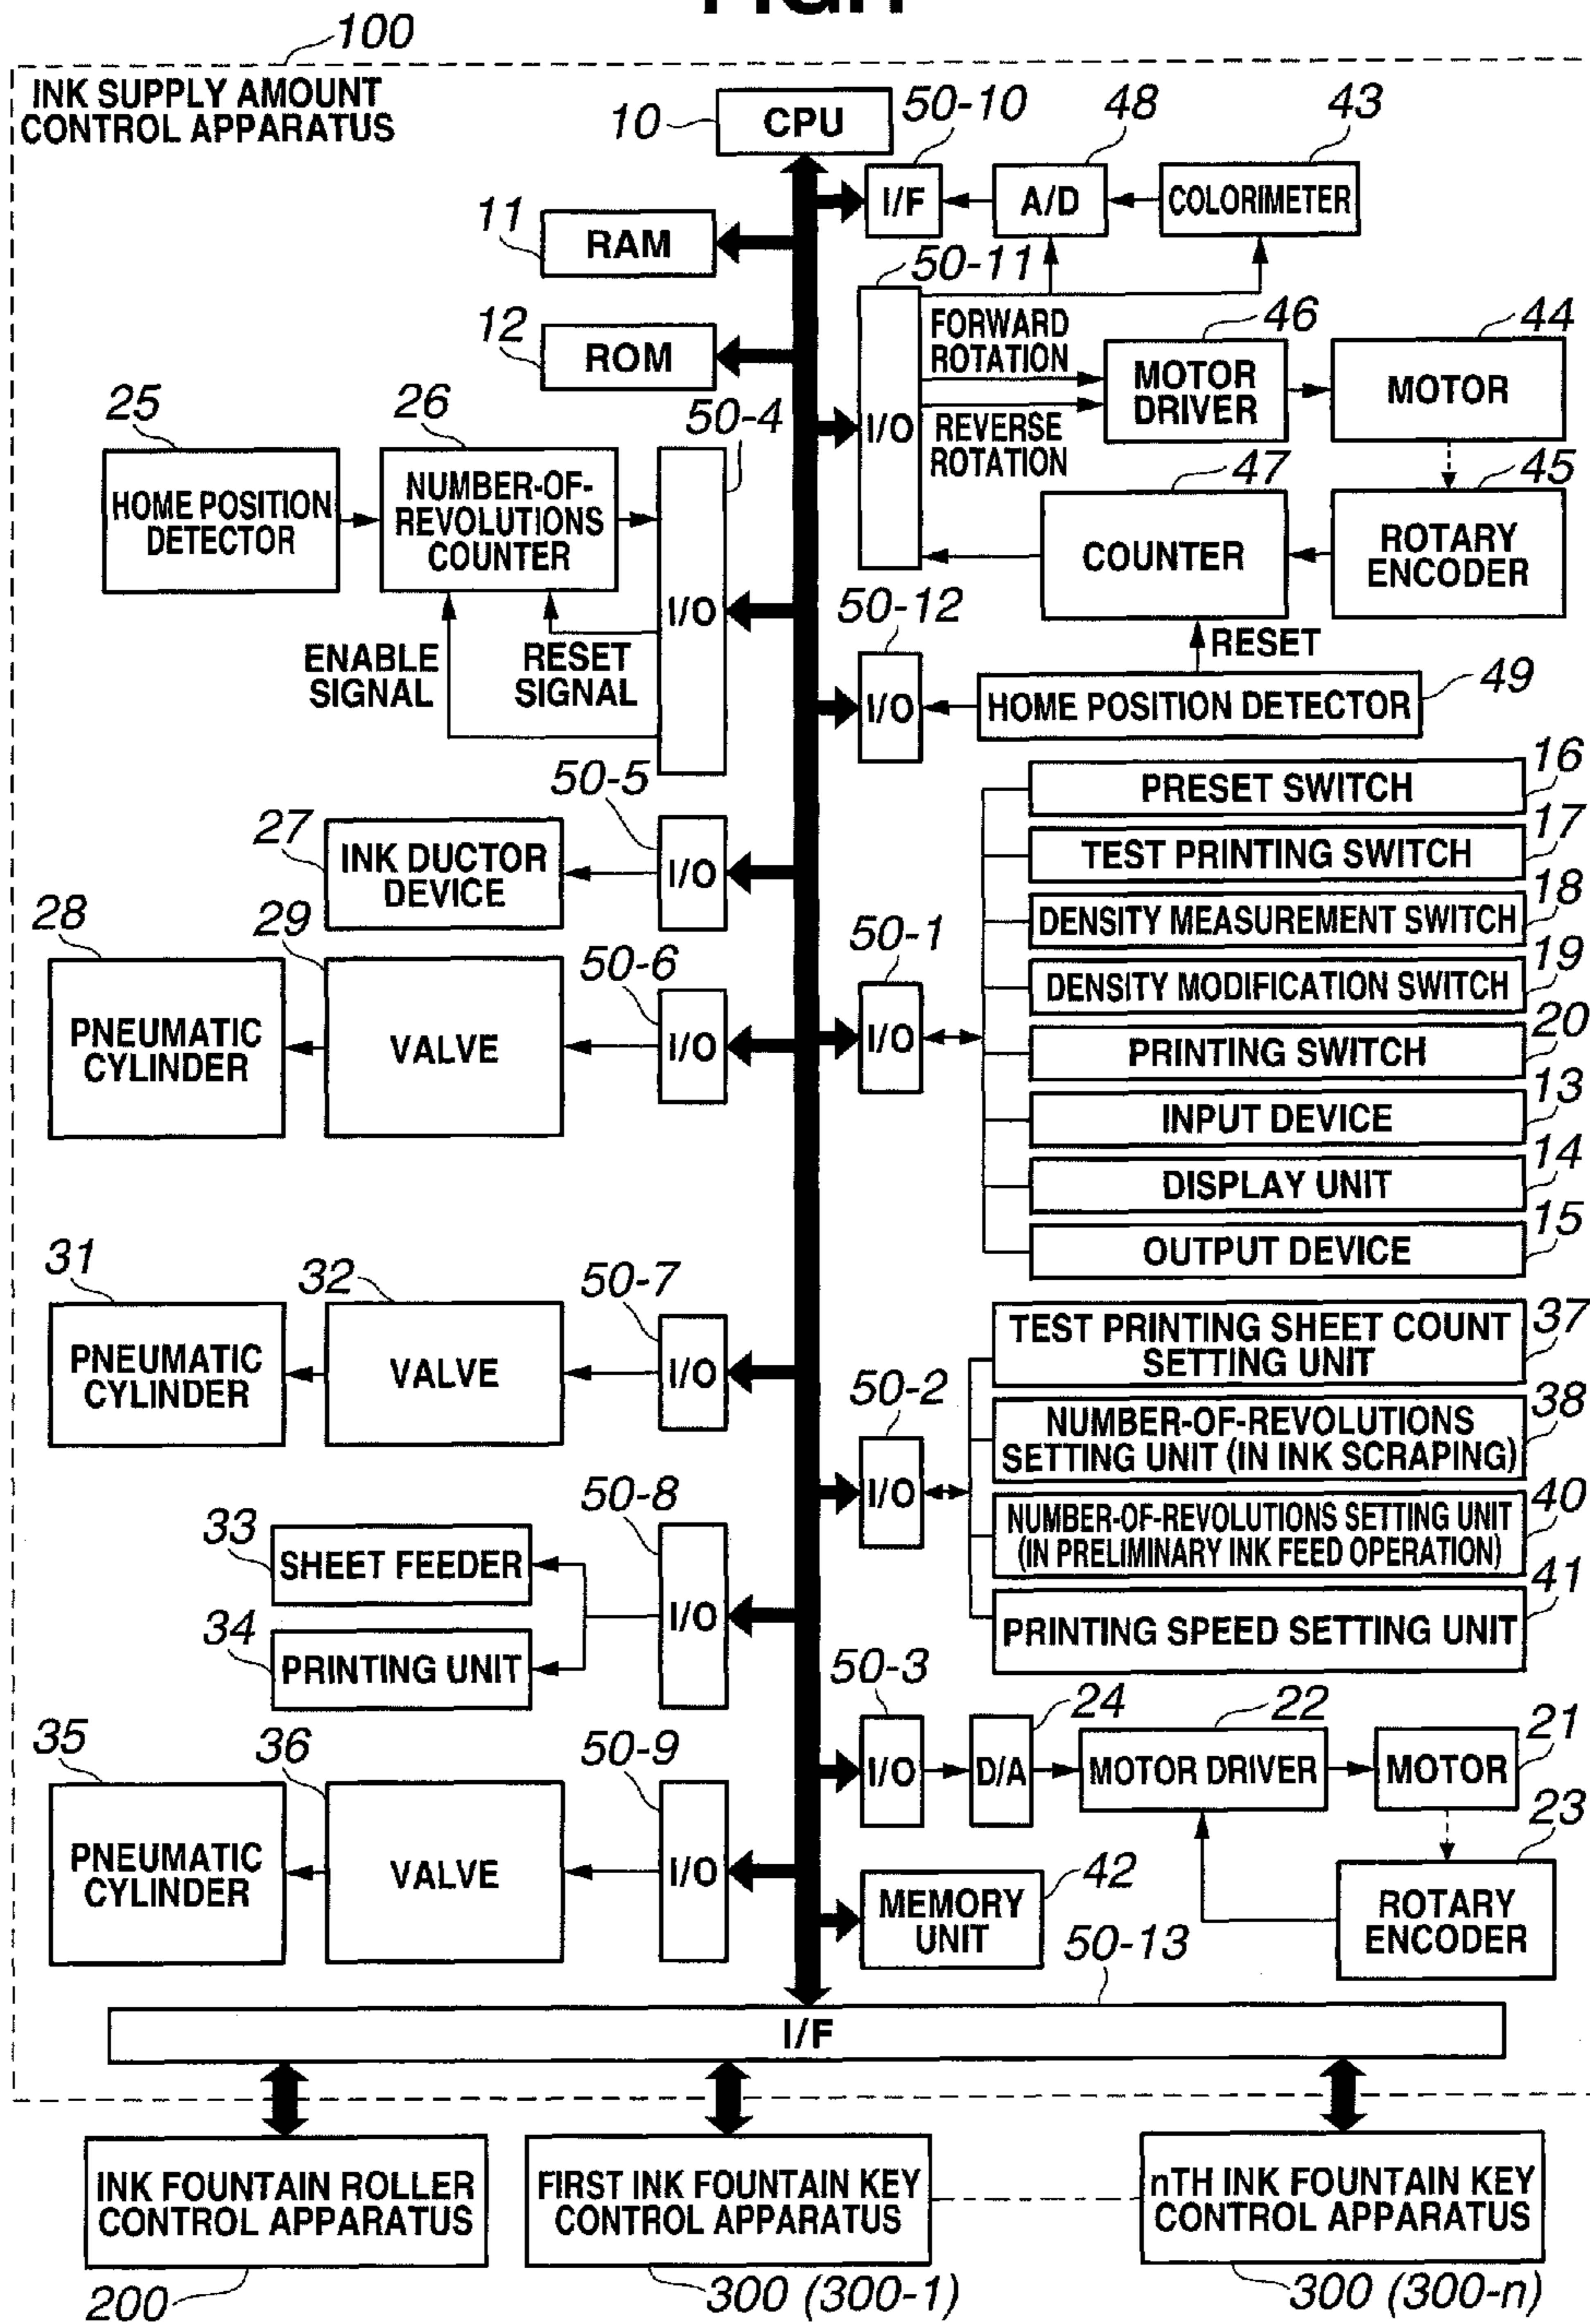 100
INK SUPPLY AMOUNT
CONTROL APPARATUS
10
CPU
50-10
48
43
I/F
A/D
COLORIMETER
11
RAM
50-11
12
ROM
FORWARD
ROTATION
46
44
MOTOR
DRIVER
MOTOR
I/O
REVERSE
ROTATION
25
26
50-4
HOME POSITION
DETECTOR
NUMBER-OF-
REVOLUTIONS
COUNTER
I/O
ENABLE
SIGNAL
RESET
SIGNAL
47
45
COUNTER
ROTARY
ENCODER
50-12
RESET
I/O
HOME POSITION DETECTOR
49
50-5
27
INK DUCTOR
DEVICE
I/O
28
29
50-6
PNEUMATIC
CYLINDER
VALVE
I/O
50-1
I/O
PRESET SWITCH
16
TEST PRINTING SWITCH
17
DENSITY MEASUREMENT SWITCH
18
DENSITY MODIFICATION SWITCH
19
PRINTING SWITCH
20
INPUT DEVICE
13
DISPLAY UNIT
14
OUTPUT DEVICE
15
31
32
50-7
PNEUMATIC
CYLINDER
VALVE
I/O
50-2
I/O
TEST PRINTING SHEET COUNT
SETTING UNIT
37
NUMBER-OF-REVOLUTIONS
SETTING UNIT (IN INK SCRAPING)
38
NUMBER-OF-REVOLUTIONS SETTING UNIT
(IN PRELIMINARY INK FEED OPERATION)
40
PRINTING SPEED SETTING UNIT
41
50-8
33
SHEET FEEDER
34
PRINTING UNIT
I/O
50-3
24
22
21
I/O
D/A
MOTOR DRIVER
MOTOR
23
ROTARY
ENCODER
35
36
50-9
PNEUMATIC
CYLINDER
VALVE
I/O
MEMORY
UNIT
42
50-13
I/F
INK FOUNTAIN ROLLER
CONTROL APPARATUS
200
FIRST INK FOUNTAIN KEY
CONTROL APPARATUS
300 (300-1)
nTH INK FOUNTAIN KEY
CONTROL APPARATUS
300 (300-n)